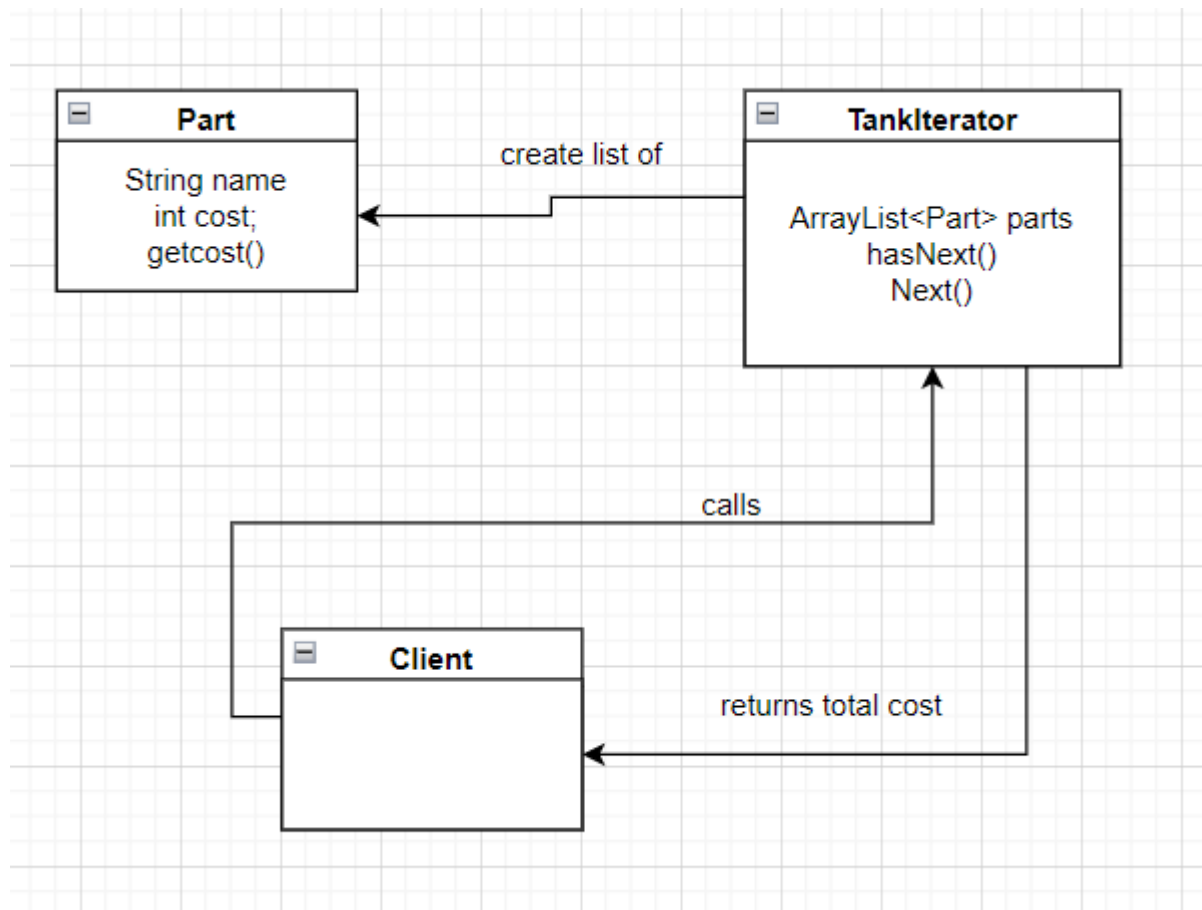 Part
String name
int cost;
getcost()
create list of
TankIterator
ArrayList<Part> parts
hasNext()
Next()
calls
Client
returns total cost